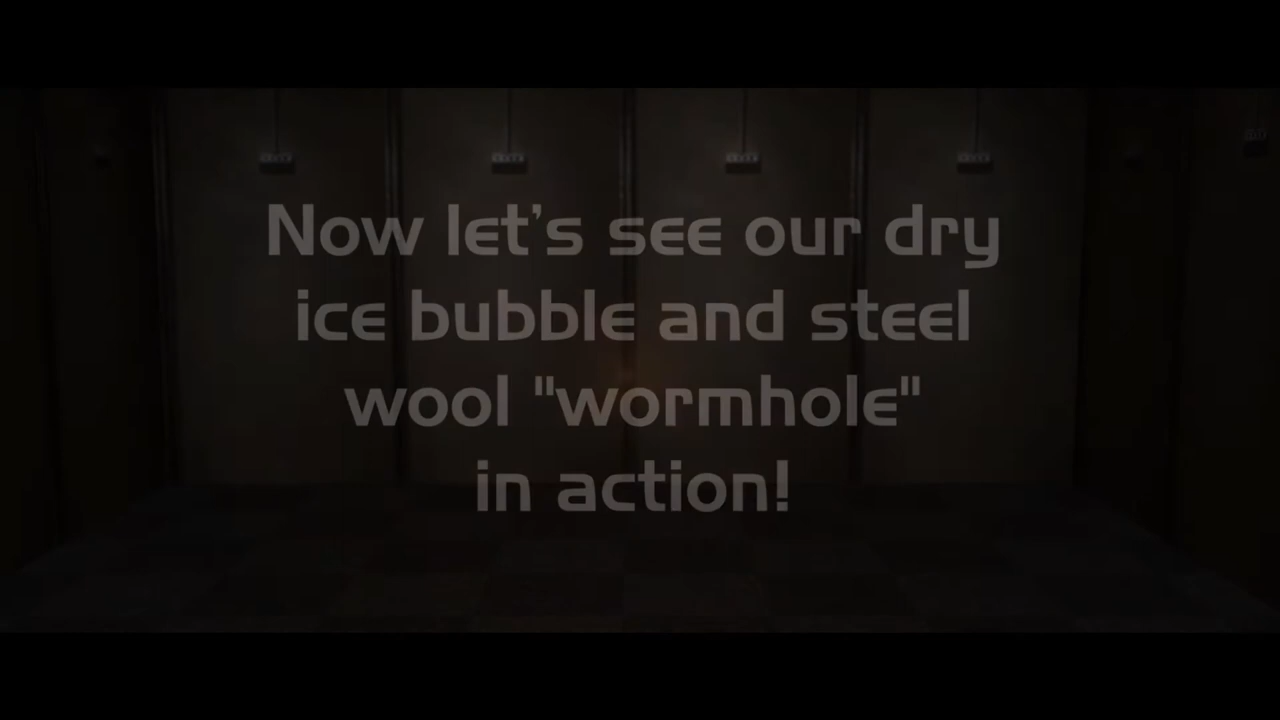 Now let's see our dry
ice bubble and steel
wool "wormhole"
in action!